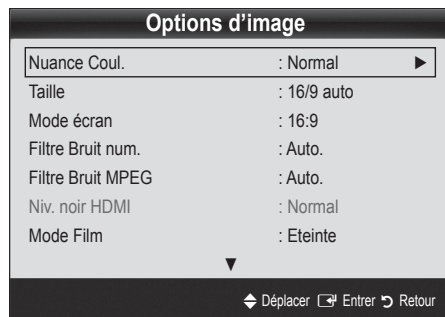 Options d'image
Nuance Coul. : Normal ►
Taille : 16/9 auto
Mode écran : 16:9
Filtre Bruit num. : Auto.
Filtre Bruit MPEG : Auto.
Niv. noir HDMI : Normal
Mode Film : Eteinte
▼
Déplacer Entrer Retour